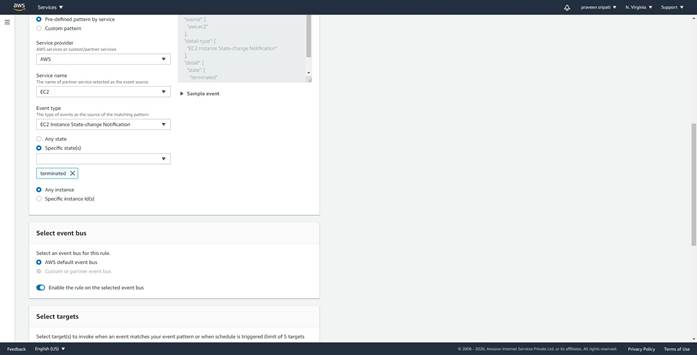 aws
Services
praveen sripati
N. Virginia
Support
Pre-defined pattern by service
Custom pattern
Service provider
AWS services or custom/partner services
AWS
Service name
The name of partner service selected as the event source
EC2
Event type
The type of events as the source of the matching pattern
EC2 Instance State-change Notification
Any state
Specific state(s)
terminated
Any instance
Specific instance Id(s)
"source": [
"aws.ec2"
],
"detail-type": [
"EC2 Instance State-change Notification"
],
"detail": {
"state": [
"terminated"
Sample event
Select event bus
Select an event bus for this rule.
AWS default event bus
Custom or partner event bus
Enable the rule on the selected event bus
Select targets
Select target(s) to invoke when an event matches your event pattern or when schedule is triggered (limit of 5 targets
Feedback
English (US)
© 2008 - 2020, Amazon Internet Services Private Ltd. or its affiliates. All rights reserved.
Privacy Policy
Terms of Use